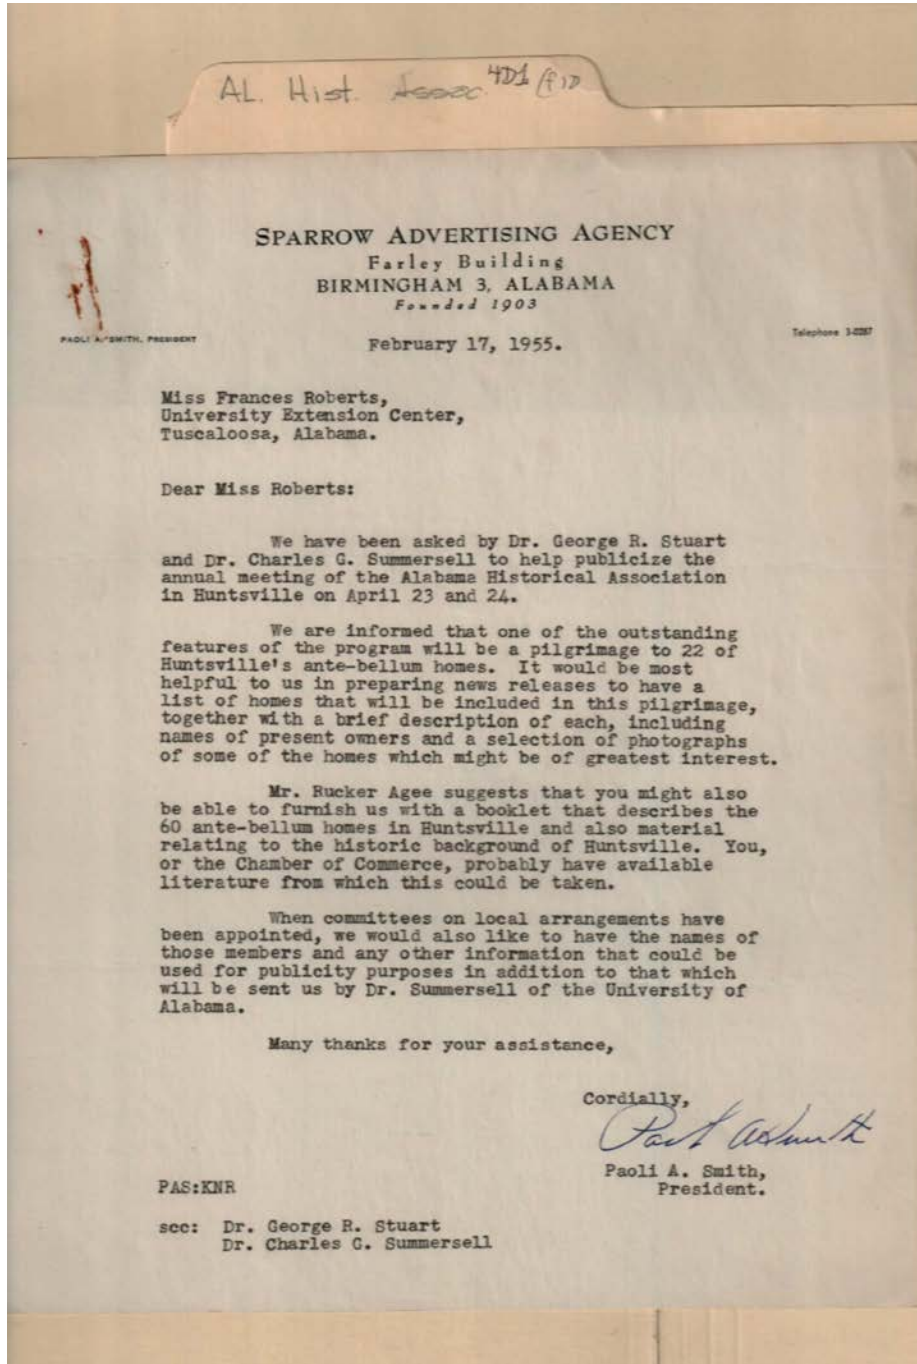 AL. Hist. Assoc. 4D1
SPARROW ADVERTISING AGENCY
Farley Building
BIRMINGHAM 3, ALABAMA
Founded 1903
PAOLI A. SMITH, PRESIDENT
Telephone 3-0287
February 17, 1955.
Miss Frances Roberts,
University Extension Center,
Tuscaloosa, Alabama.
Dear Miss Roberts:
We have been asked by Dr. George R. Stuart
and Dr. Charles G. Summersell to help publicize the
annual meeting of the Alabama Historical Association
in Huntsville on April 23 and 24.
We are informed that one of the outstanding
features of the program will be a pilgrimage to 22 of
Huntsville's ante-bellum homes. It would be most
helpful to us in preparing news releases to have a
list of homes that will be included in this pilgrimage,
together with a brief description of each, including
names of present owners and a selection of photographs
of some of the homes which might be of greatest interest.
Mr. Rucker Agee suggests that you might also
be able to furnish us with a booklet that describes the
60 ante-bellum homes in Huntsville and also material
relating to the historic background of Huntsville. You,
or the Chamber of Commerce, probably have available
literature from which this could be taken.
When committees on local arrangements have
been appointed, we would also like to have the names of
those members and any other information that could be
used for publicity purposes in addition to that which
will be sent us by Dr. Summersell of the University of
Alabama.
Many thanks for your assistance,
Cordially,
Paoli A. Smith
Paoli A. Smith,
President.
PAS:KNR
scc: Dr. George R. Stuart
Dr. Charles G. Summersell